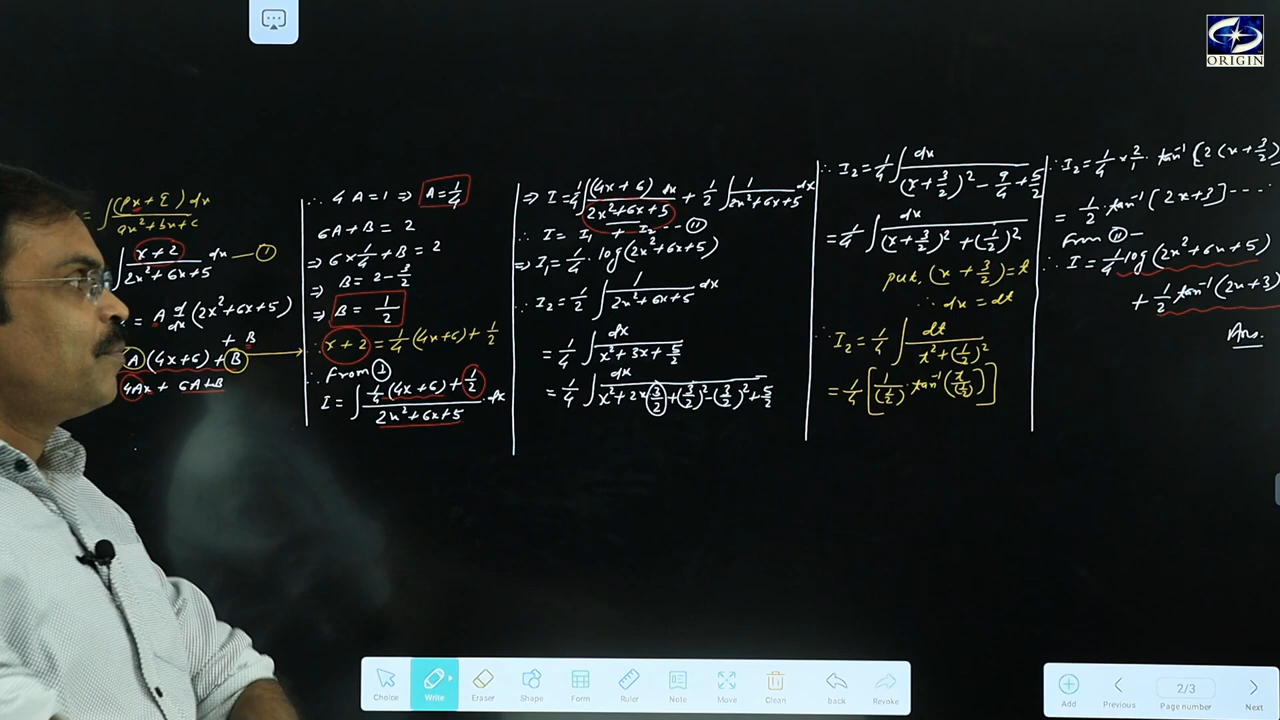 ORIGIN
= ∫ (px + q) dx / ax² + bx + c
∫ x + 2 / 2x² + 6x + 5 dx — ①
= A d/dx (2x² + 6x + 5) + B
A (4x + 6) + B
4Ax + 6A + B
∴ 4A = 1 ⇒ A = 1/4
6A + B = 2
⇒ 6 × 1/4 + B = 2
⇒ B = 2 - 3/2
⇒ B = 1/2
∴ x + 2 = 1/4 (4x + 6) + 1/2
∴ from ①
I = ∫ 1/4 (4x + 6) + 1/2 / 2x² + 6x + 5 · dx
⇒ I = 1/4 ∫ (4x + 6) dx / 2x² + 6x + 5 + 1/2 ∫ 1 / 2x² + 6x + 5 dx
∴ I = I₁ + I₂ -- ⑪
⇒ I₁ = 1/4 · log (2x² + 6x + 5)
∴ I₂ = 1/2 ∫ 1 / 2x² + 6x + 5 dx
= 1/4 ∫ dx / x² + 3x + 5/2
= 1/4 ∫ dx / x² + 2x · 3/2 + (3/2)² - (3/2)² + 5/2
∴ I₂ = 1/4 ∫ dx / (x + 3/2)² - 9/4 + 5/2
= 1/4 ∫ dx / (x + 3/2)² + (1/2)²
put, (x + 3/2) = t
∴ dx = dt
∴ I₂ = 1/4 ∫ dt / t² + (1/2)²
= 1/4 [ 1/(1/2) · tan⁻¹ (t/(1/2)) ]
∴ I₂ = 1/4 × 2/1 · tan⁻¹ {2 (x + 3/2)
= 1/2 tan⁻¹ [2x + 3] ----
From ⑪ –
∴ I = 1/4 log (2x² + 6x + 5)
+ 1/2 tan⁻¹ (2x + 3)
Ans.
Choice
Write
Eraser
Shape
Form
Ruler
Note
Move
Clean
back
Revoke
Add
Previous
2/3
Page number
Next